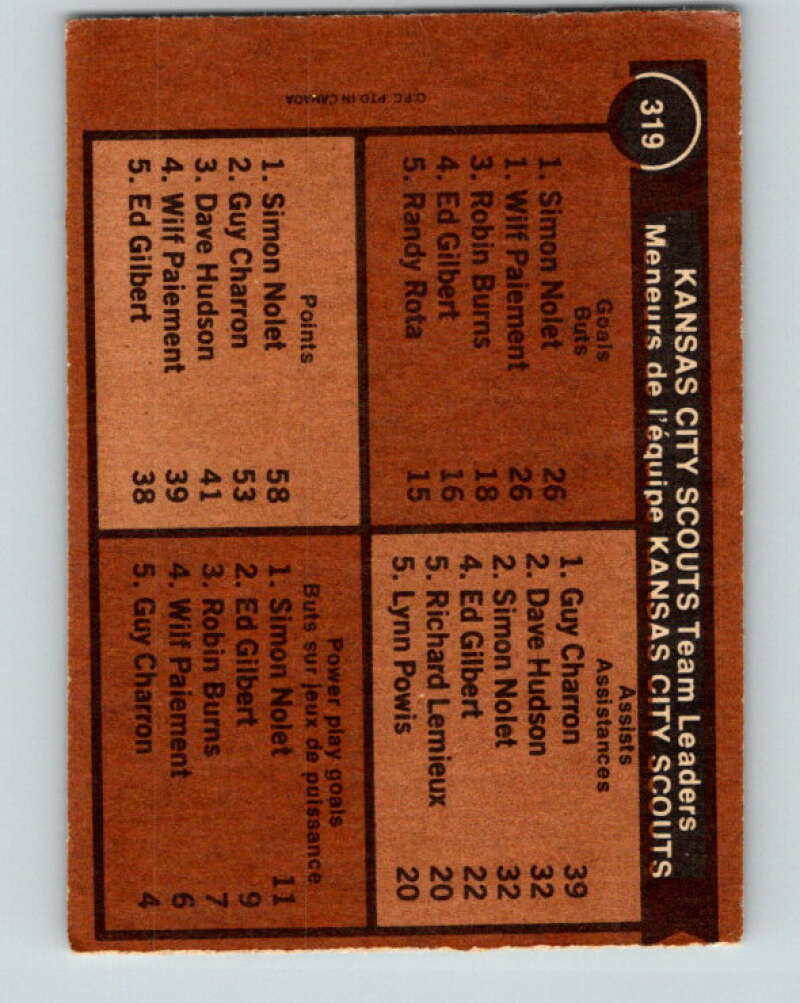 319
KANSAS CITY SCOUTS Team Leaders
Meneurs de l'équipe KANSAS CITY SCOUTS
Goals
Buts
1. Simon Nolet 26
1. Wilf Paiement 26
3. Robin Burns 18
4. Ed Gilbert 16
5. Randy Rota 15
Assists
Assistances
1. Guy Charron 39
2. Dave Hudson 32
2. Simon Nolet 32
4. Ed Gilbert 22
5. Richard Lemieux 20
5. Lynn Powis 20
Points
1. Simon Nolet 58
2. Guy Charron 53
3. Dave Hudson 41
4. Wilf Paiement 39
5. Ed Gilbert 38
Power play goals
Buts sur jeux de puissance
1. Simon Nolet 11
2. Ed Gilbert 9
3. Robin Burns 7
4. Wilf Paiement 6
5. Guy Charron 4
O.P.C. PTD IN CANADA